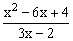 x² − 6x + 4
3x − 2